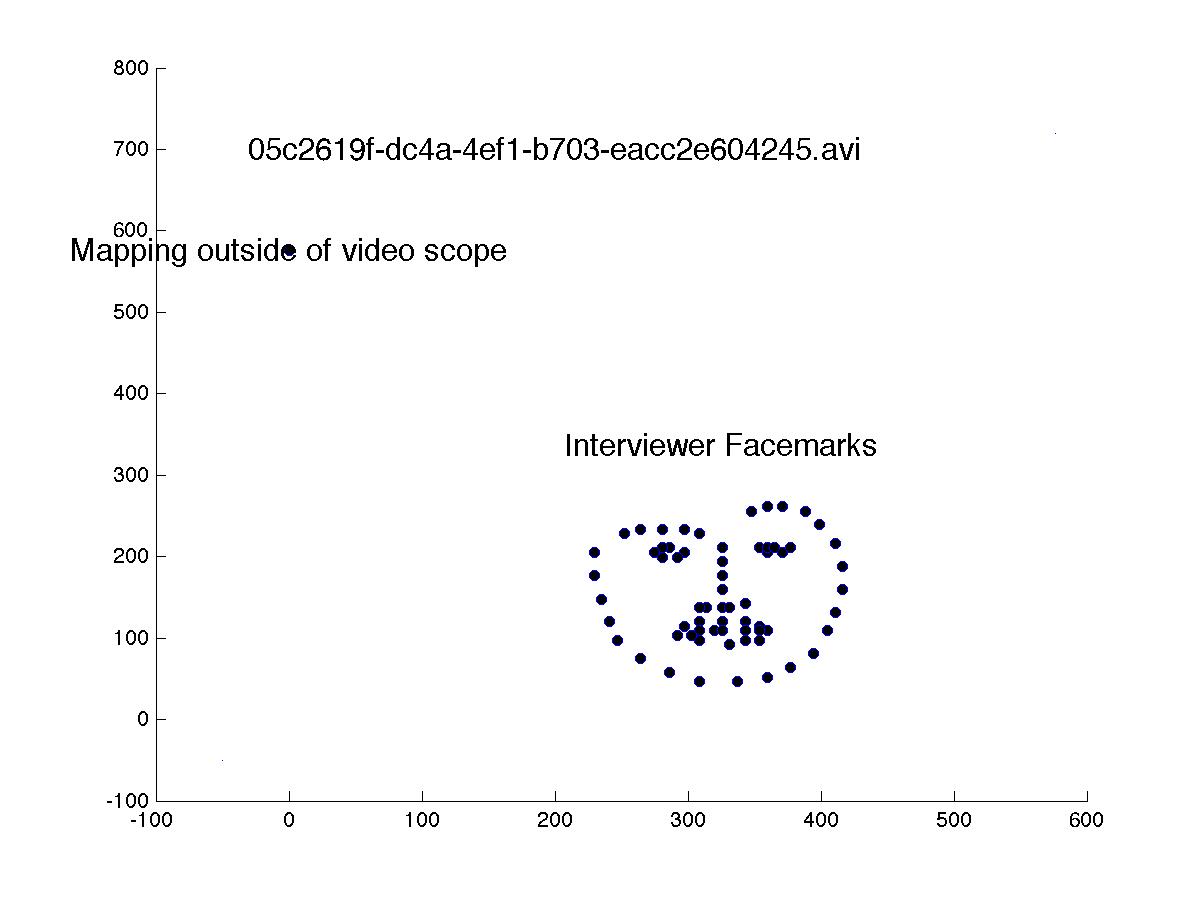 800
700
05c2619f-dc4a-4ef1-b703-eacc2e604245.avi
600
Mapping outside of video scope
500
400
Interviewer Facemarks
300
200
100
0
-100
-100 0 100 200 300 400 500 600